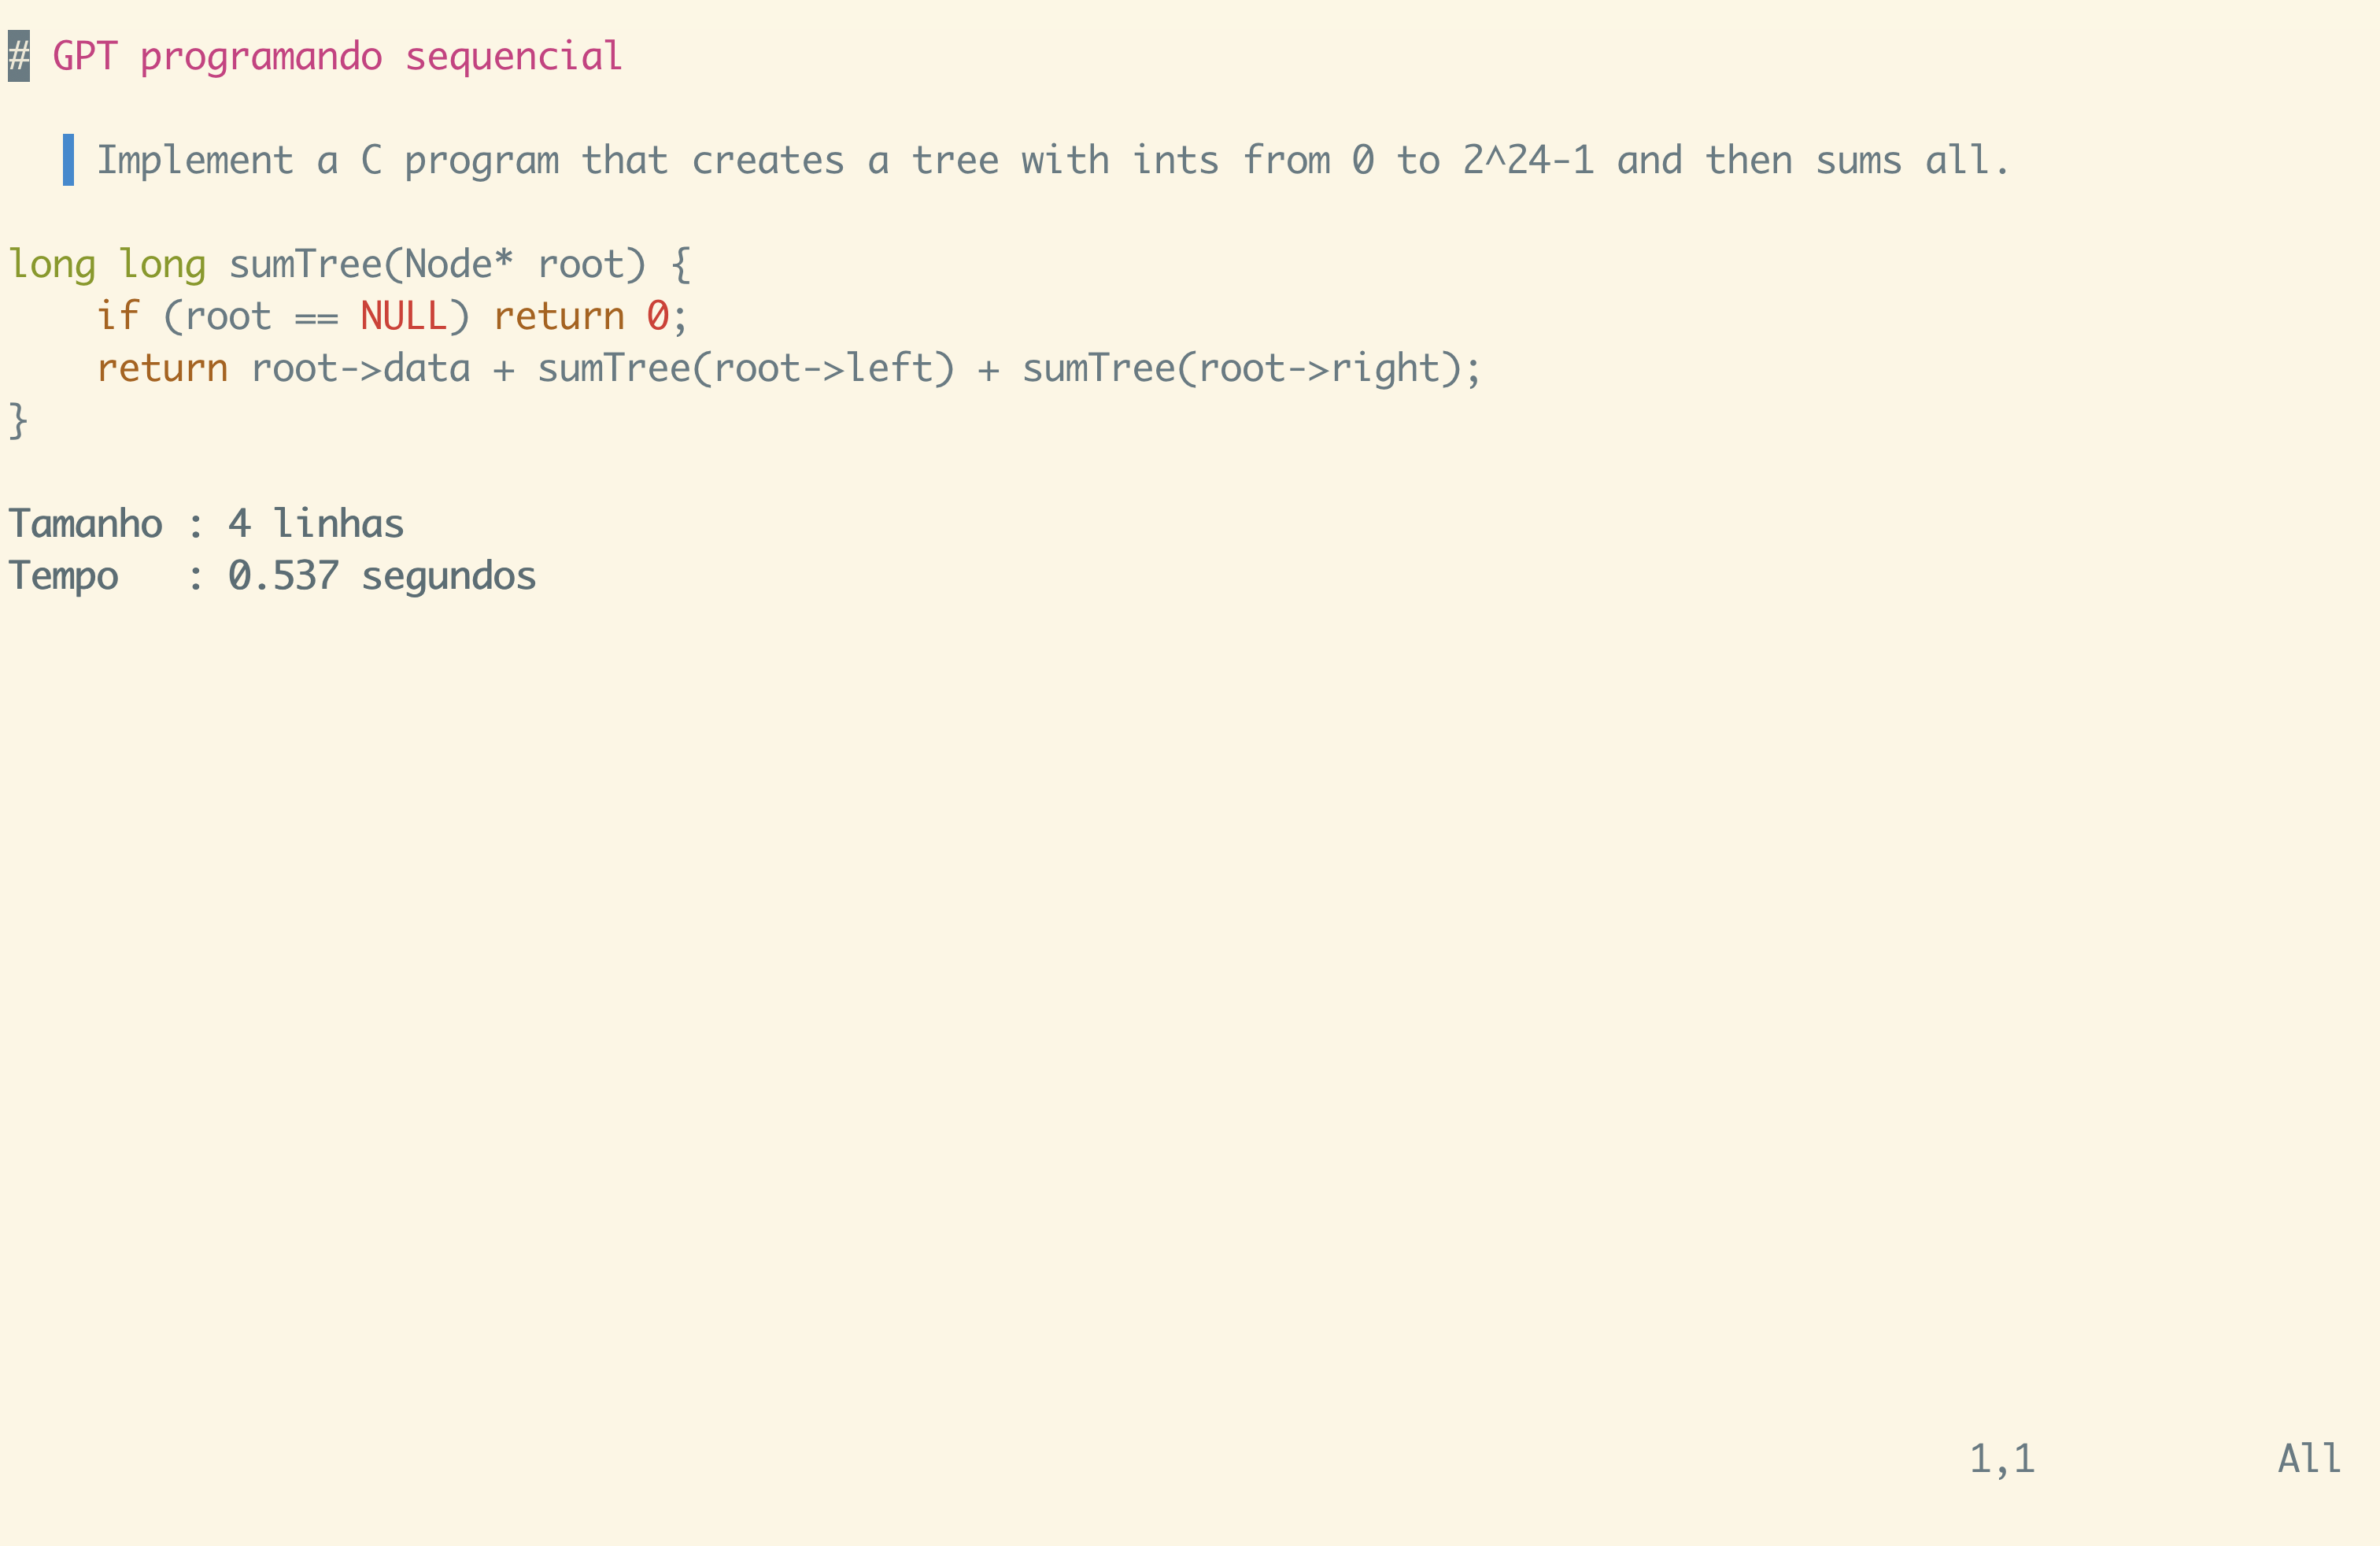 # GPT programando sequencial
Implement a C program that creates a tree with ints from 0 to 2^24-1 and then sums all.
long long sumTree(Node* root) {
    if (root == NULL) return 0;
    return root->data + sumTree(root->left) + sumTree(root->right);
}
Tamanho : 4 linhas
Tempo   : 0.537 segundos
1,1           All